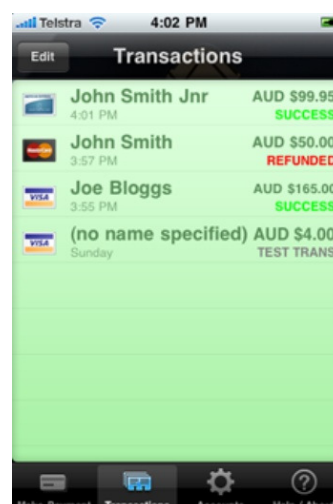 Telstra 4:02 PM
Edit Transactions
John Smith Jnr AUD $99.95
4:01 PM SUCCESS
John Smith AUD $50.00
3:57 PM REFUNDED
Joe Bloggs AUD $165.00
3:55 PM SUCCESS
(no name specified) AUD $4.00
Sunday TEST TRANS
VISA
VISA